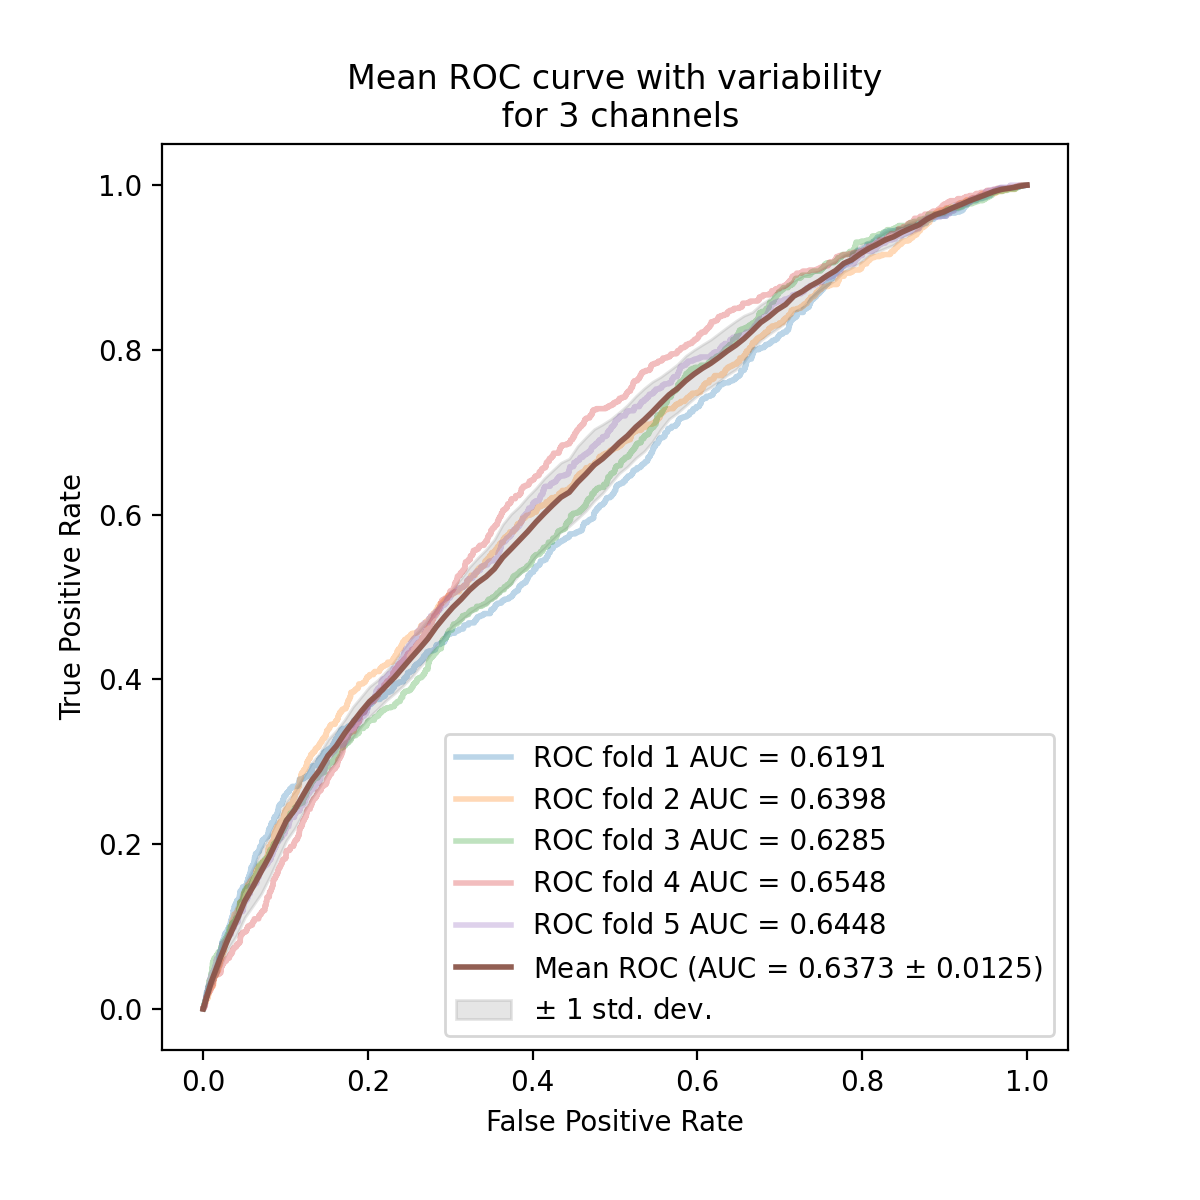 Mean ROC curve with variability
for 3 channels
1.0
0.8
0.6
0.4
0.2
0.0
True Positive Rate
ROC fold 1 AUC = 0.6191
ROC fold 2 AUC = 0.6398
ROC fold 3 AUC = 0.6285
ROC fold 4 AUC = 0.6548
ROC fold 5 AUC = 0.6448
Mean ROC (AUC = 0.6373 ± 0.0125)
± 1 std. dev.
0.0 0.2 0.4 0.6 0.8 1.0
False Positive Rate